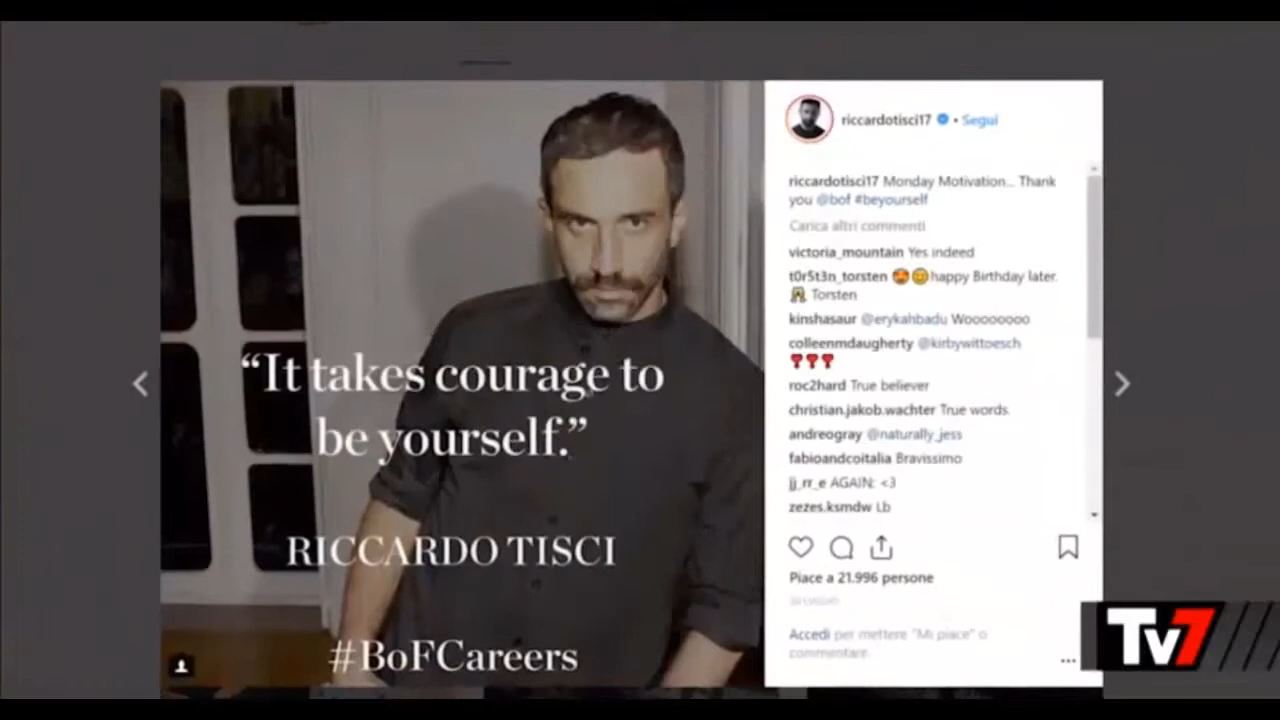 “It takes courage to
be yourself.”
RICCARDO TISCI
#BoFCareers
riccardotisci17 • Segui
riccardotisci17 Monday Motivation... Thank
you @bof #beyourself
Carica altri commenti
victoria_mountain Yes indeed
t0r5t3n_torsten 😍😊happy Birthday later.
Torsten
kinshasaur @erykahbadu Woooooooo
colleenmdaugherty @kirbywittoesch
❣❣❣
roc2hard True believer
christian.jakob.wachter True words.
andreogray @naturally_jess
fabioandcoitalia Bravissimo
jj_rr_e AGAIN: <3
zezes.ksmdw Lb
Piace a 21.996 persone
Accedi per mettere "Mi piace" o
commentare.
Tv7